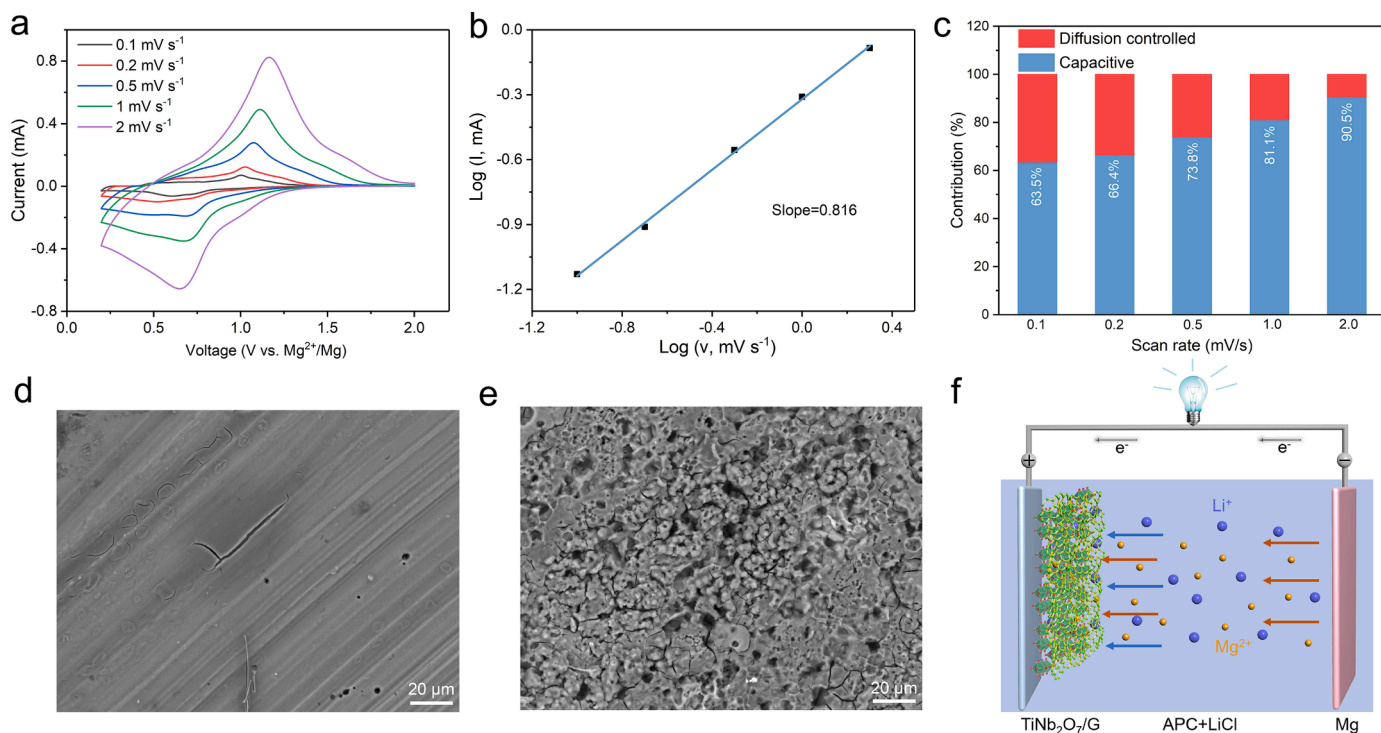 a
0.1 mV s⁻¹
0.2 mV s⁻¹
0.5 mV s⁻¹
1 mV s⁻¹
2 mV s⁻¹
0.8
0.4
0.0
-0.4
-0.8
Current (mA)
0.0
0.5
1.0
1.5
2.0
Voltage (V vs. Mg²⁺/Mg)
b
0.0
-0.3
-0.6
-0.9
-1.2
Log (I, mA)
Slope=0.816
-1.2
-0.8
-0.4
0.0
0.4
Log (v, mV s⁻¹)
c
Diffusion controlled
Capacitive
120
100
80
60
40
20
0
Contribution (%)
63.5%
66.4%
73.8%
81.1%
90.5%
0.1
0.2
0.5
1.0
2.0
Scan rate (mV/s)
d
20 μm
e
20 μm
f
e⁻
e⁻
+
−
Li⁺
Mg²⁺
TiNb₂O₇/G
APC+LiCl
Mg